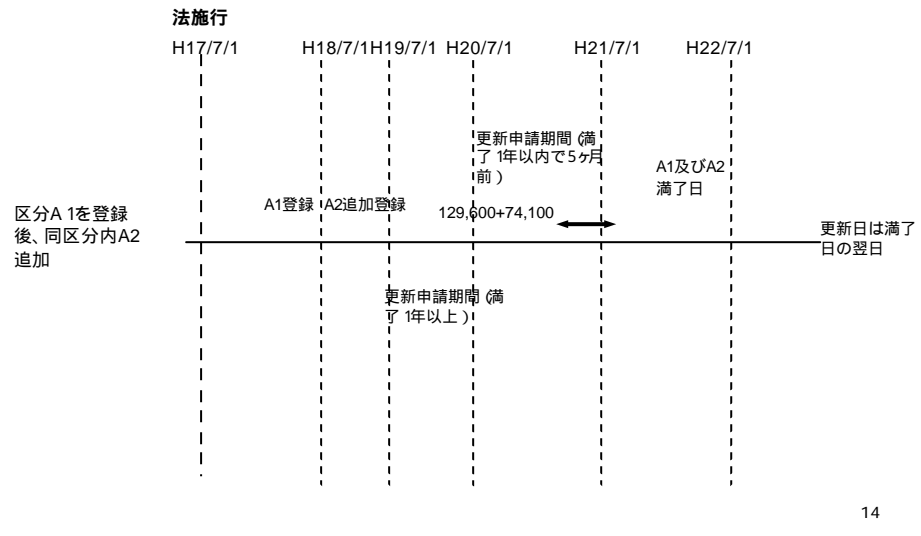 法施行
H17/7/1
H18/7/1
H19/7/1
H20/7/1
H21/7/1
H22/7/1
更新申請期間（満
了1年以内で5ヶ月
前）
A1及びA2
満了日
A1登録
A2追加登録
129,600+74,100
区分A1を登録
後、同区分内A2
追加
更新日は満了
日の翌日
更新申請期間（満
了1年以上）
14